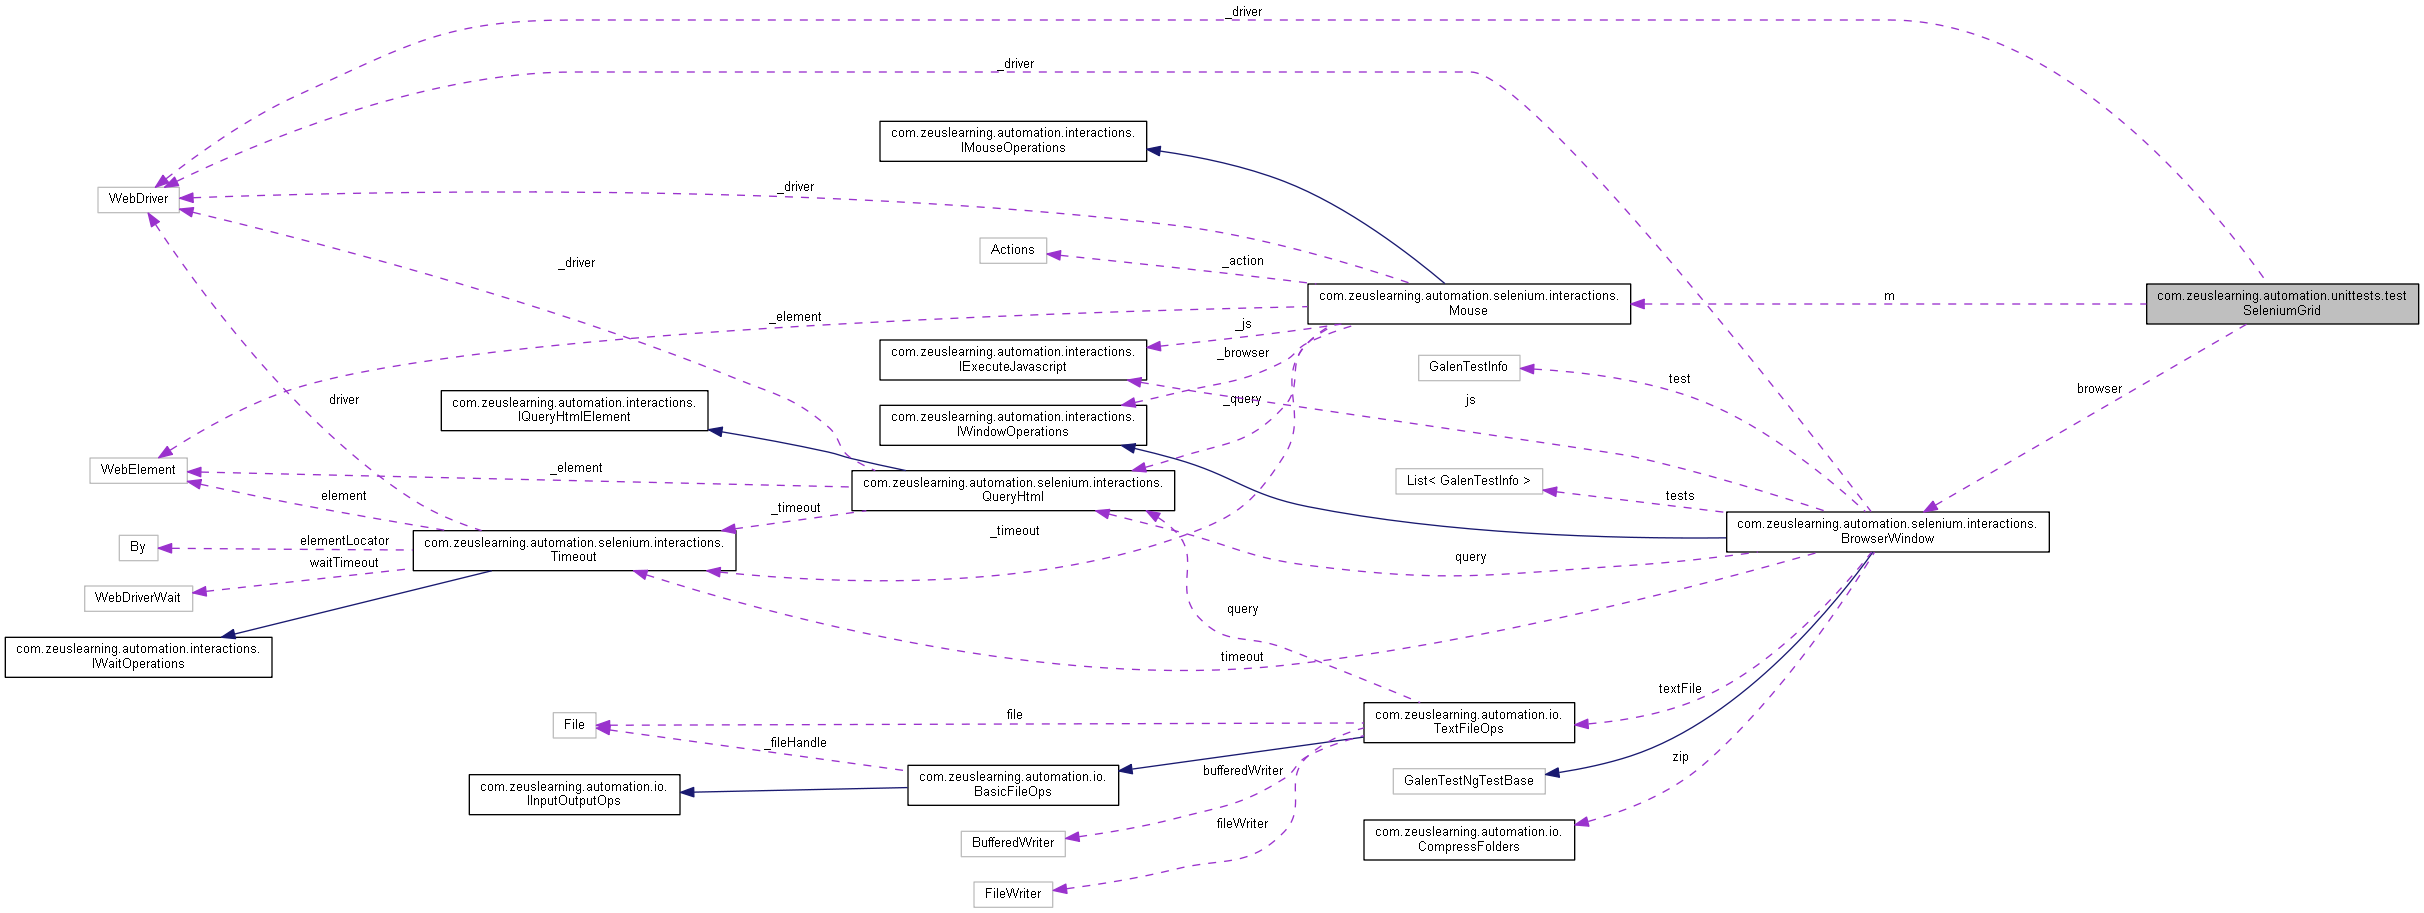 _driver
_driver
com.zeuslearning.automation.interactions.
IMouseOperations
_driver
WebDriver
Actions
_action
_driver
com.zeuslearning.automation.selenium.interactions.
Mouse
m
com.zeuslearning.automation.unittests.test
SeleniumGrid
_element
_js
com.zeuslearning.automation.interactions.
IExecuteJavascript
_browser
GalenTestInfo
test
browser
driver
com.zeuslearning.automation.interactions.
IQueryHtmlElement
_query
js
com.zeuslearning.automation.interactions.
IWindowOperations
WebElement
_element
com.zeuslearning.automation.selenium.interactions.
QueryHtml
List< GalenTestInfo >
tests
element
_timeout
_timeout
com.zeuslearning.automation.selenium.interactions.
BrowserWindow
By
elementLocator
com.zeuslearning.automation.selenium.interactions.
Timeout
waitTimeout
query
WebDriverWait
query
com.zeuslearning.automation.interactions.
IWaitOperations
timeout
textFile
File
file
com.zeuslearning.automation.io.
TextFileOps
_fileHandle
zip
com.zeuslearning.automation.io.
IInputOutputOps
com.zeuslearning.automation.io.
BasicFileOps
bufferedWriter
GalenTestNgTestBase
fileWriter
BufferedWriter
com.zeuslearning.automation.io.
CompressFolders
FileWriter